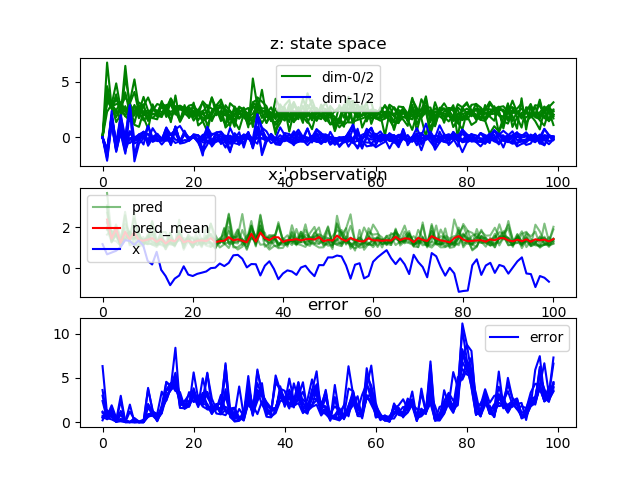 z: state space
5
0
dim-0/2
dim-1/2
0 20 40 60 80 100
x: observation
2
0
pred
pred_mean
x
0 20 40 60 80 100
error
10
5
0
error
0 20 40 60 80 100